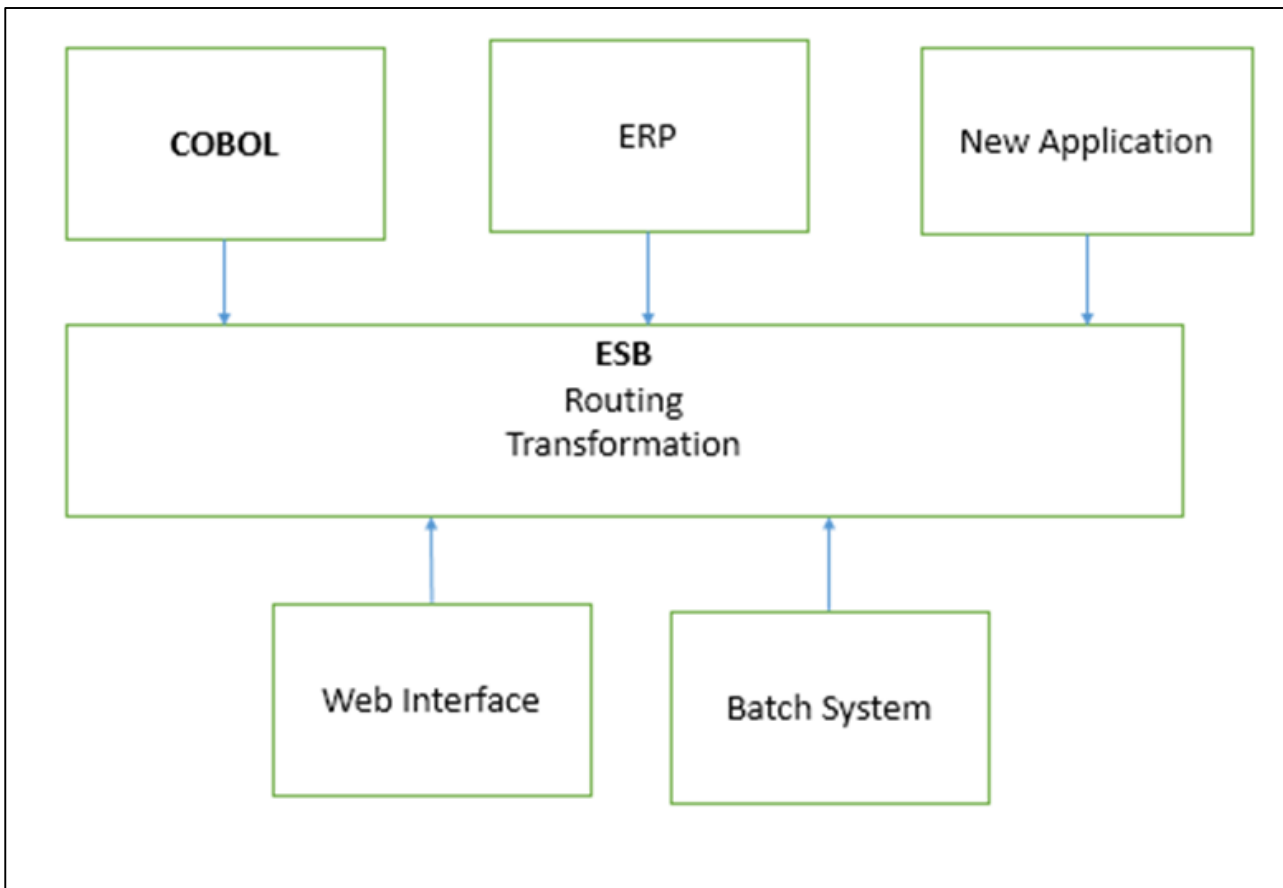 COBOL
ERP
New Application
ESB
Routing
Transformation
Web Interface
Batch System